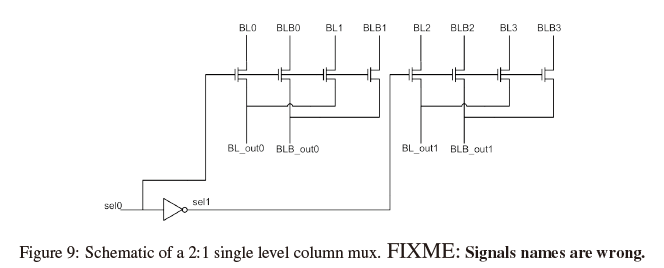 BL0 BLB0 BL1 BLB1 BL2 BLB2 BL3 BLB3
BL_out0 BLB_out0 BL_out1 BLB_out1
sel0 sel1
Figure 9: Schematic of a 2:1 single level column mux. FIXME: Signals names are wrong.